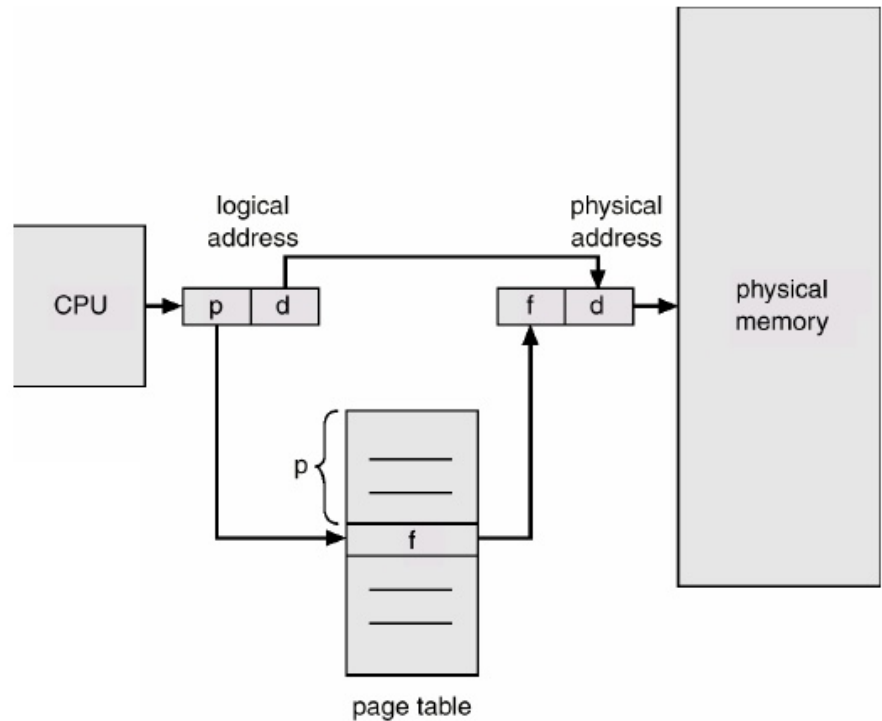 logical
address
physical
address
CPU
p
d
f
d
physical
memory
p
f
page table